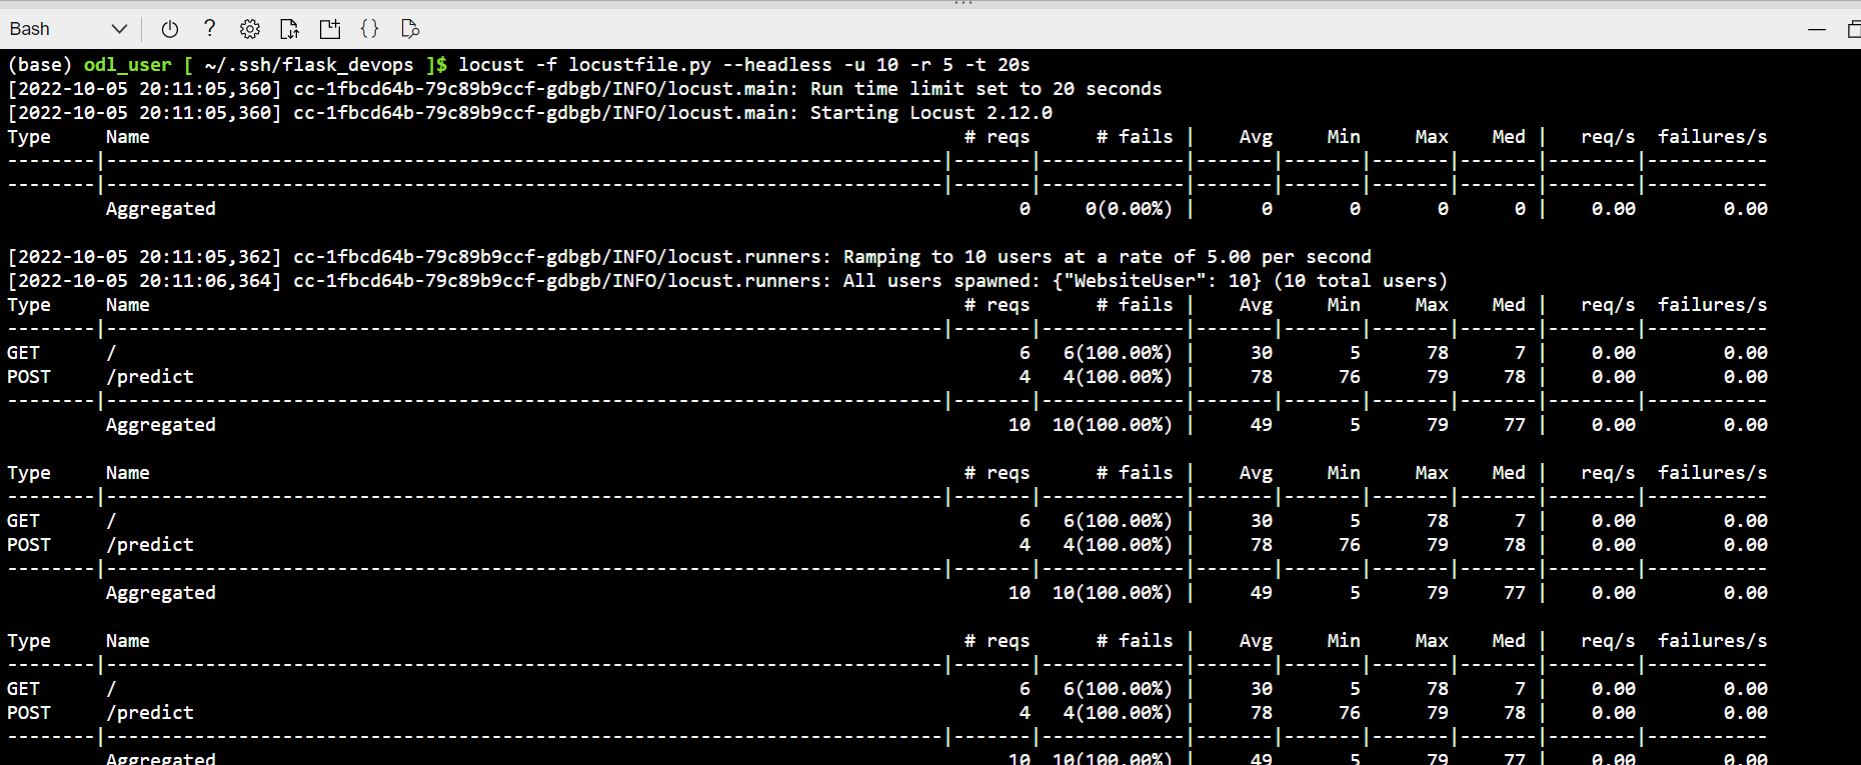 Bash
(base) odl_user [ ~/.ssh/flask_devops ]$ locust -f locustfile.py --headless -u 10 -r 5 -t 20s
[2022-10-05 20:11:05,360] cc-1fbcd64b-79c89b9ccf-gdbgb/INFO/locust.main: Run time limit set to 20 seconds
[2022-10-05 20:11:05,360] cc-1fbcd64b-79c89b9ccf-gdbgb/INFO/locust.main: Starting Locust 2.12.0
Type Name # reqs # fails | Avg Min Max Med | req/s failures/s
--------|----------------------------------------------------------------------------|-------|-------------|-------|-------|-------|-------|--------|-----------
--------|----------------------------------------------------------------------------|-------|-------------|-------|-------|-------|-------|--------|-----------
Aggregated 0 0(0.00%) | 0 0 0 0 | 0.00 0.00
[2022-10-05 20:11:05,362] cc-1fbcd64b-79c89b9ccf-gdbgb/INFO/locust.runners: Ramping to 10 users at a rate of 5.00 per second
[2022-10-05 20:11:06,364] cc-1fbcd64b-79c89b9ccf-gdbgb/INFO/locust.runners: All users spawned: {"WebsiteUser": 10} (10 total users)
Type Name # reqs # fails | Avg Min Max Med | req/s failures/s
--------|----------------------------------------------------------------------------|-------|-------------|-------|-------|-------|-------|--------|-----------
GET / 6 6(100.00%) | 30 5 78 7 | 0.00 0.00
POST /predict 4 4(100.00%) | 78 76 79 78 | 0.00 0.00
--------|----------------------------------------------------------------------------|-------|-------------|-------|-------|-------|-------|--------|-----------
Aggregated 10 10(100.00%) | 49 5 79 77 | 0.00 0.00
Type Name # reqs # fails | Avg Min Max Med | req/s failures/s
--------|----------------------------------------------------------------------------|-------|-------------|-------|-------|-------|-------|--------|-----------
GET / 6 6(100.00%) | 30 5 78 7 | 0.00 0.00
POST /predict 4 4(100.00%) | 78 76 79 78 | 0.00 0.00
--------|----------------------------------------------------------------------------|-------|-------------|-------|-------|-------|-------|--------|-----------
Aggregated 10 10(100.00%) | 49 5 79 77 | 0.00 0.00
Type Name # reqs # fails | Avg Min Max Med | req/s failures/s
--------|----------------------------------------------------------------------------|-------|-------------|-------|-------|-------|-------|--------|-----------
GET / 6 6(100.00%) | 30 5 78 7 | 0.00 0.00
POST /predict 4 4(100.00%) | 78 76 79 78 | 0.00 0.00
--------|----------------------------------------------------------------------------|-------|-------------|-------|-------|-------|-------|--------|-----------
Aggregated 10 10(100.00%) | 49 5 79 77 | 0.00 0.00